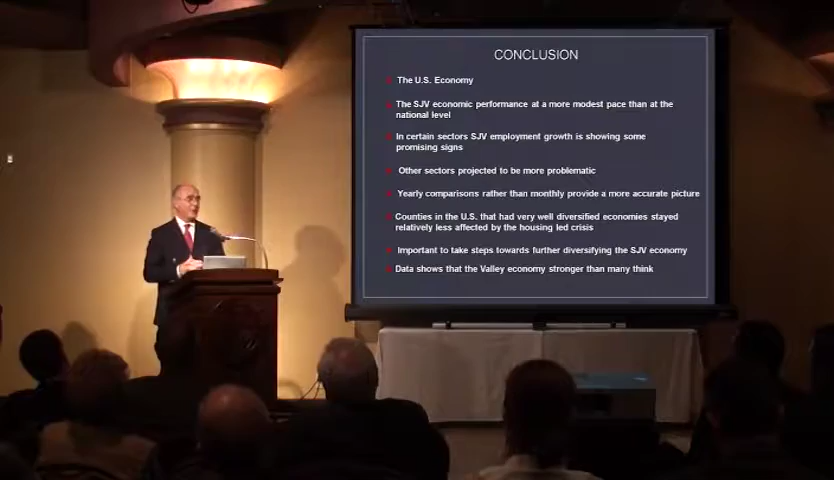 CONCLUSION
The U.S. Economy
The SJV economic performance at a more modest pace than at the
national level
In certain sectors SJV employment growth is showing some
promising signs
Other sectors projected to be more problematic
Yearly comparisons rather than monthly provide a more accurate picture
Counties in the U.S. that had very well diversified economies stayed
relatively less affected by the housing led crisis
Important to take steps towards further diversifying the SJV economy
Data shows that the Valley economy stronger than many think